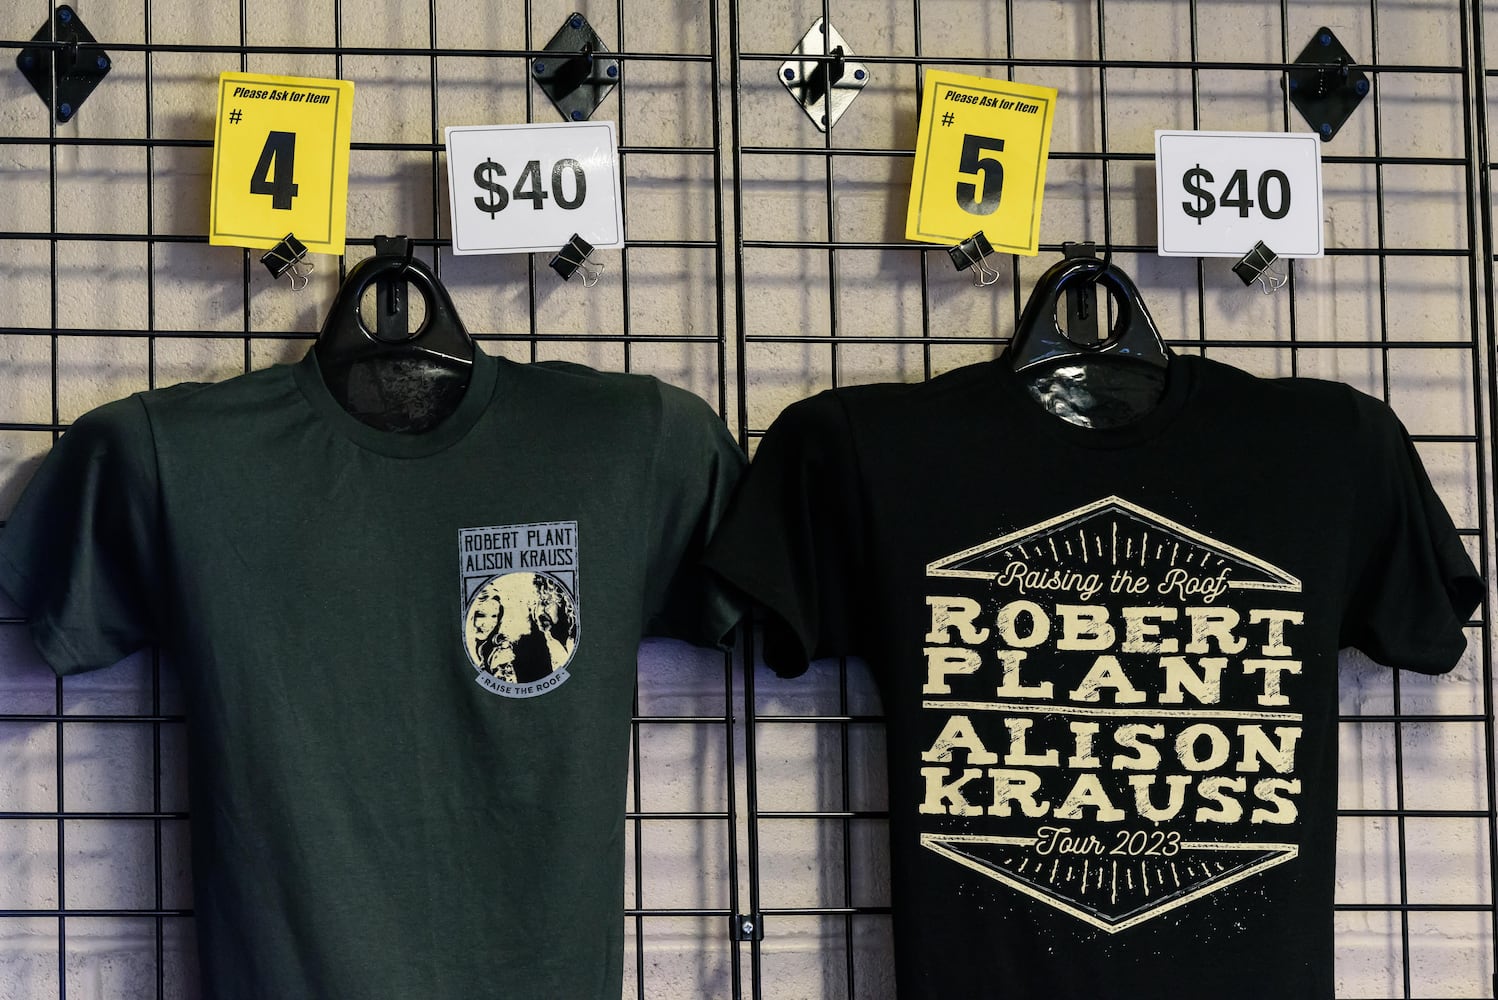 Please Ask for Item
#
4
$40
Please Ask for Item
#
5
$40
ROBERT PLANT
ALISON KRAUSS
· RAISE THE ROOF ·
Raising the Roof
ROBERT
PLANT
ALISON
KRAUSS
Tour 2023